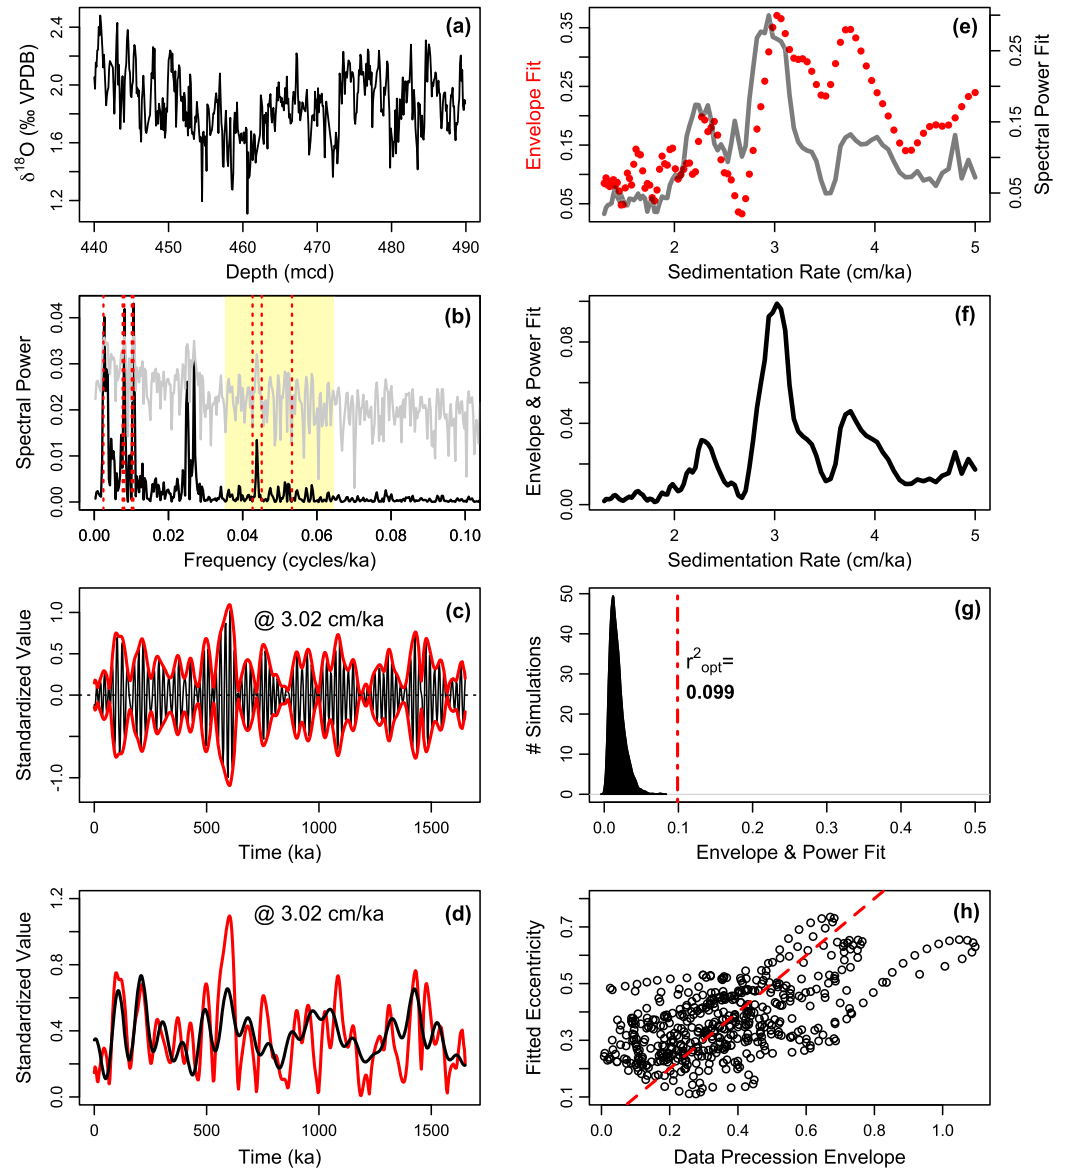 (a)
δ18O (‰ VPDB)
1.2 1.6 2.0 2.4
440 450 460 470 480 490
Depth (mcd)
(e)
Envelope Fit
0.05 0.15 0.25 0.35
Spectral Power Fit
0.05 0.15 0.25
2 3 4 5
Sedimentation Rate (cm/ka)
(b)
Spectral Power
0.00 0.01 0.02 0.03 0.04
0.00 0.02 0.04 0.06 0.08 0.10
Frequency (cycles/ka)
(f)
Envelope & Power Fit
0.00 0.04 0.08
2 3 4 5
Sedimentation Rate (cm/ka)
(c)
@ 3.02 cm/ka
Standardized Value
-1.0 0.0 0.5 1.0
0 500 1000 1500
Time (ka)
(g)
r2opt=
0.099
# Simulations
0 10 20 30 40 50
0.0 0.1 0.2 0.3 0.4 0.5
Envelope & Power Fit
(d)
@ 3.02 cm/ka
Standardized Value
0.0 0.4 0.8 1.2
0 500 1000 1500
Time (ka)
(h)
Fitted Eccentricity
0.1 0.3 0.5 0.7
0.0 0.2 0.4 0.6 0.8 1.0
Data Precession Envelope